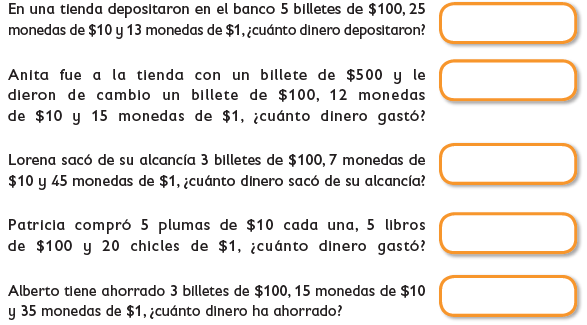 En una tienda depositaron en el banco 5 billetes de $100, 25
monedas de $10 y 13 monedas de $1, ¿cuánto dinero depositaron?
Anita fue a la tienda con un billete de $500 y le
dieron de cambio un billete de $100, 12 monedas
de $10 y 15 monedas de $1, ¿cuánto dinero gastó?
Lorena sacó de su alcancía 3 billetes de $100, 7 monedas de
$10 y 45 monedas de $1, ¿cuánto dinero sacó de su alcancía?
Patricia compró 5 plumas de $10 cada una, 5 libros
de $100 y 20 chicles de $1, ¿cuánto dinero gastó?
Alberto tiene ahorrado 3 billetes de $100, 15 monedas de $10
y 35 monedas de $1, ¿cuánto dinero ha ahorrado?